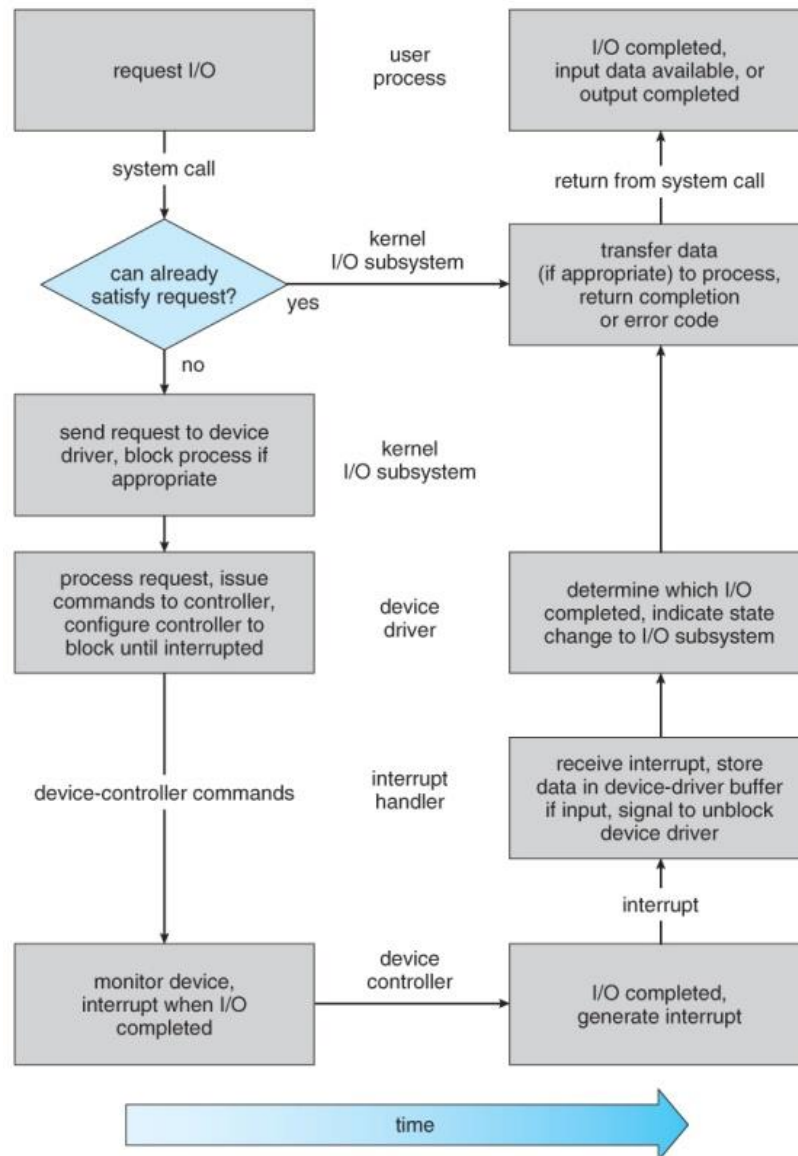 request I/O
user
process
I/O completed,
input data available, or
output completed
system call
return from system call
can already
satisfy request?
kernel
I/O subsystem
yes
transfer data
(if appropriate) to process,
return completion
or error code
no
send request to device
driver, block process if
appropriate
kernel
I/O subsystem
process request, issue
commands to controller,
configure controller to
block until interrupted
device
driver
determine which I/O
completed, indicate state
change to I/O subsystem
device-controller commands
interrupt
handler
receive interrupt, store
data in device-driver buffer
if input, signal to unblock
device driver
interrupt
monitor device,
interrupt when I/O
completed
device
controller
I/O completed,
generate interrupt
time